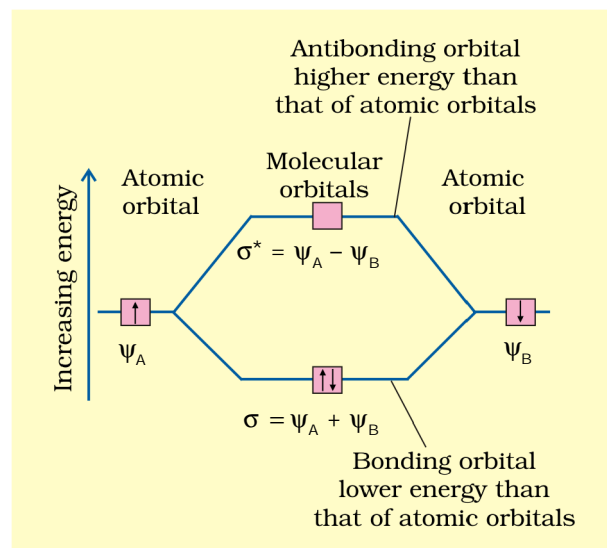 Antibonding orbital
higher energy than
that of atomic orbitals
Molecular
orbitals
Atomic
orbital
Atomic
orbital
Increasing energy
σ* = ψA − ψB
↑
↓
ψA
ψB
↑↓
σ = ψA + ψB
Bonding orbital
lower energy than
that of atomic orbitals